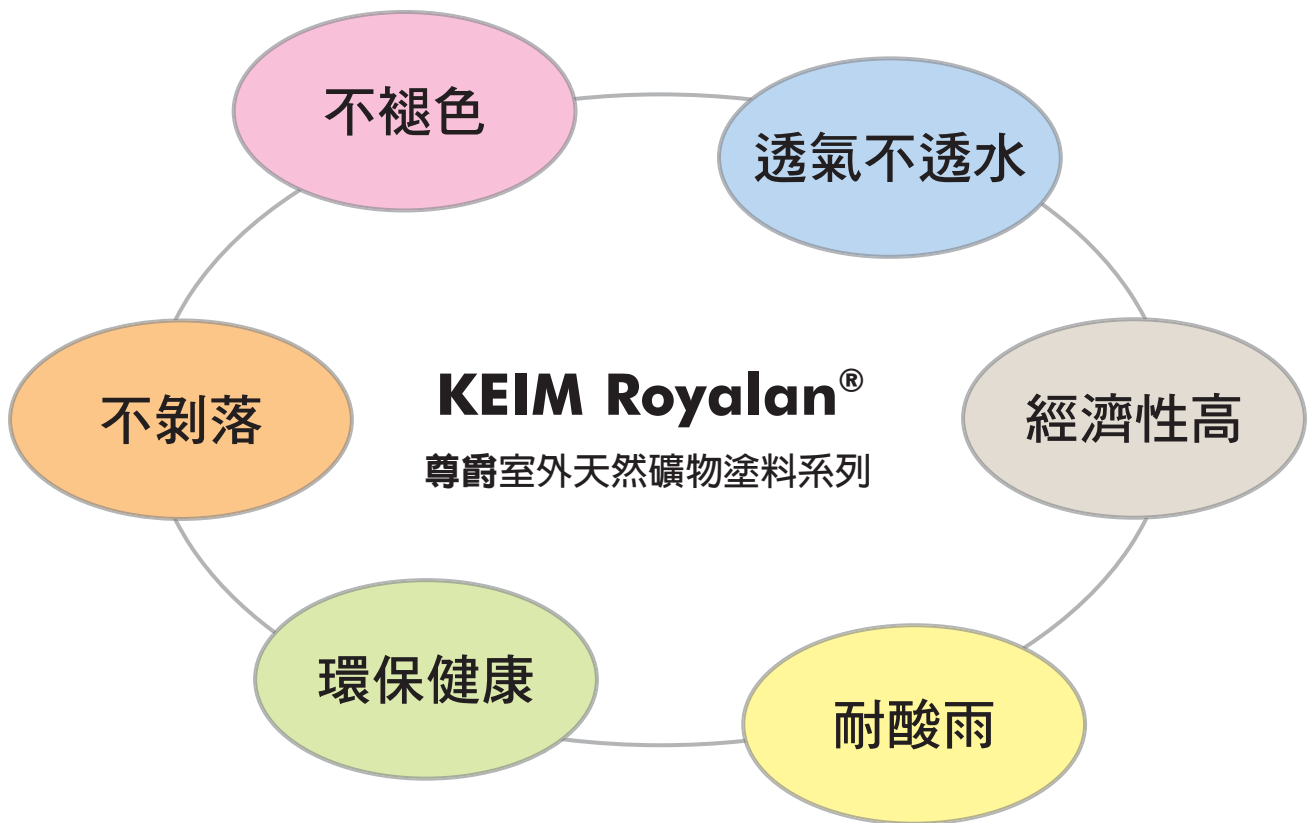 不褪色
透氣不透水
不剝落
KEIM Royalan®
尊爵室外天然礦物塗料系列
經濟性高
環保健康
耐酸雨